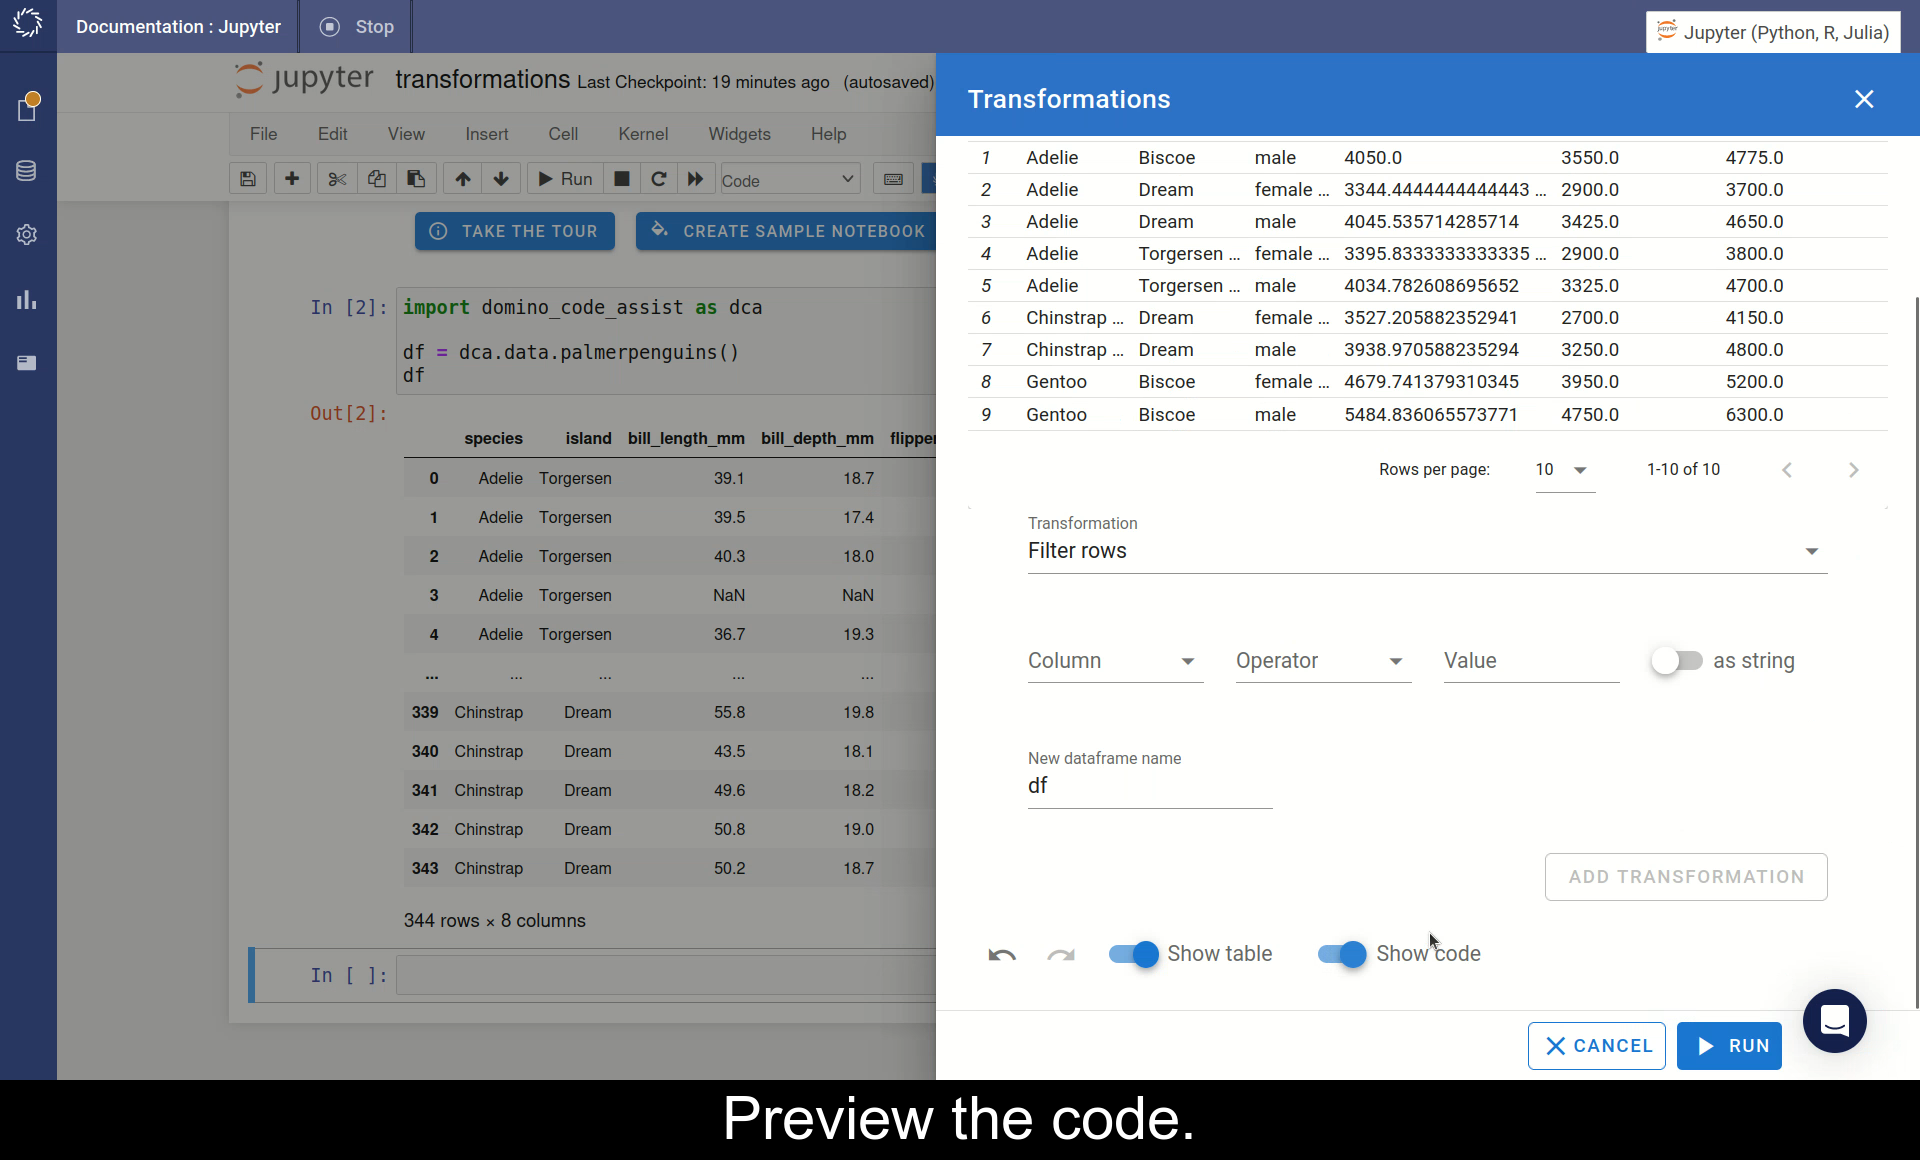 Documentation : Jupyter
Stop
Jupyter (Python, R, Julia)
jupyter transformations Last Checkpoint: 19 minutes ago (autosaved)
File Edit View Insert Cell Kernel Widgets Help
Run
Code
TAKE THE TOUR
CREATE SAMPLE NOTEBOOK
In [2]:
import domino_code_assist as dca
df = dca.data.palmerpenguins()
df
Out[2]:
species island bill_length_mm bill_depth_mm flipper
0 Adelie Torgersen 39.1 18.7
1 Adelie Torgersen 39.5 17.4
2 Adelie Torgersen 40.3 18.0
3 Adelie Torgersen NaN NaN
4 Adelie Torgersen 36.7 19.3
... ... ... ... ...
339 Chinstrap Dream 55.8 19.8
340 Chinstrap Dream 43.5 18.1
341 Chinstrap Dream 49.6 18.2
342 Chinstrap Dream 50.8 19.0
343 Chinstrap Dream 50.2 18.7
344 rows × 8 columns
In [ ]:
Transformations
1 Adelie Biscoe male 4050.0 3550.0 4775.0
2 Adelie Dream female ... 3344.4444444444443 ... 2900.0 3700.0
3 Adelie Dream male 4045.535714285714 3425.0 4650.0
4 Adelie Torgersen ... female ... 3395.8333333333335 ... 2900.0 3800.0
5 Adelie Torgersen ... male 4034.782608695652 3325.0 4700.0
6 Chinstrap ... Dream female ... 3527.205882352941 2700.0 4150.0
7 Chinstrap ... Dream male 3938.970588235294 3250.0 4800.0
8 Gentoo Biscoe female ... 4679.741379310345 3950.0 5200.0
9 Gentoo Biscoe male 5484.836065573771 4750.0 6300.0
Rows per page: 10 1-10 of 10
Transformation
Filter rows
Column Operator Value as string
New dataframe name
df
ADD TRANSFORMATION
Show table Show code
CANCEL RUN
Preview the code.